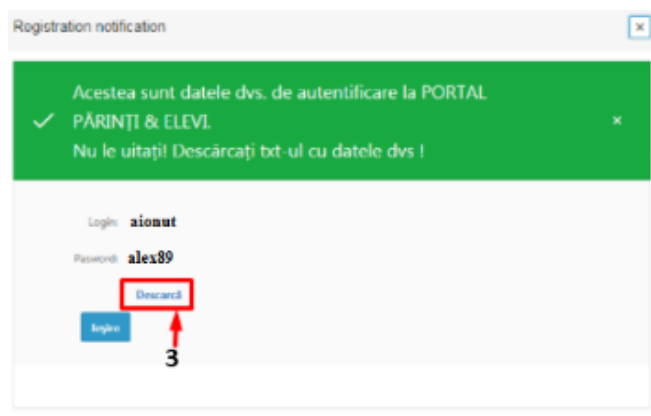 Registration notification
Acestea sunt datele dvs. de autentificare la PORTAL
PĂRINȚI & ELEVI.
Nu le uitați! Descărcați txt-ul cu datele dvs !
Login: aionut
Password: alex89
Descarcă
Ieșire
3